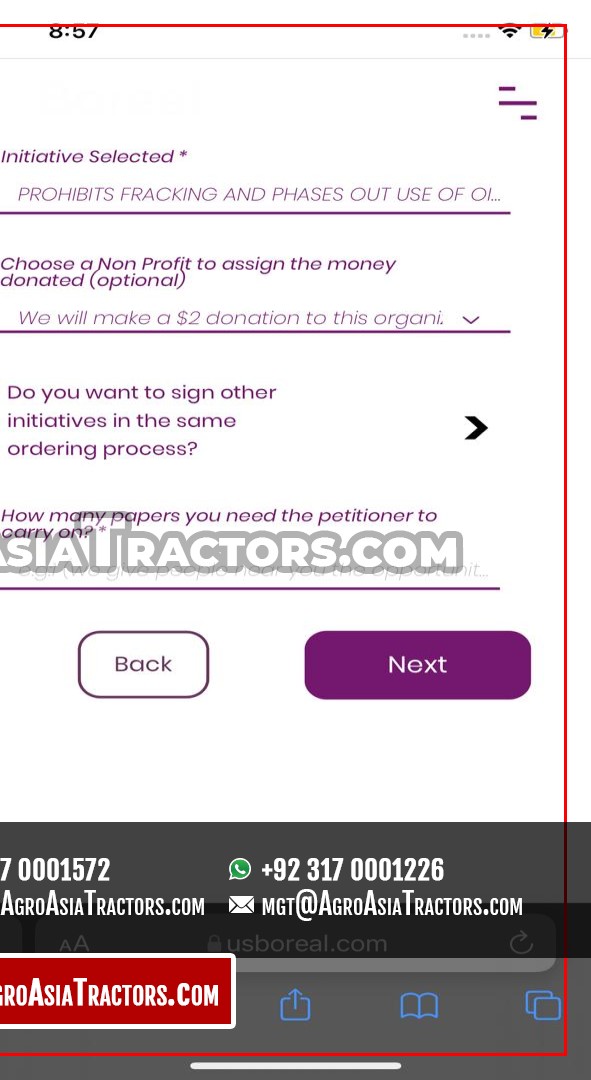 8:57
Initiative Selected *
PROHIBITS FRACKING AND PHASES OUT USE OF OI...
Choose a Non Profit to assign the money
donated (optional)
We will make a $2 donation to this organi.
Do you want to sign other
initiatives in the same
ordering process?
How many papers you need the petitioner to
carry on? *
ASIATRACTORS.COM
e.g.1 (we give people near you the opportunit...
Back
Next
7 0001572
+92 317 0001226
AGROASIATRACTORS.COM
MGT@AGROASIATRACTORS.COM
AA
usboreal.com
GROASIATRACTORS.COM